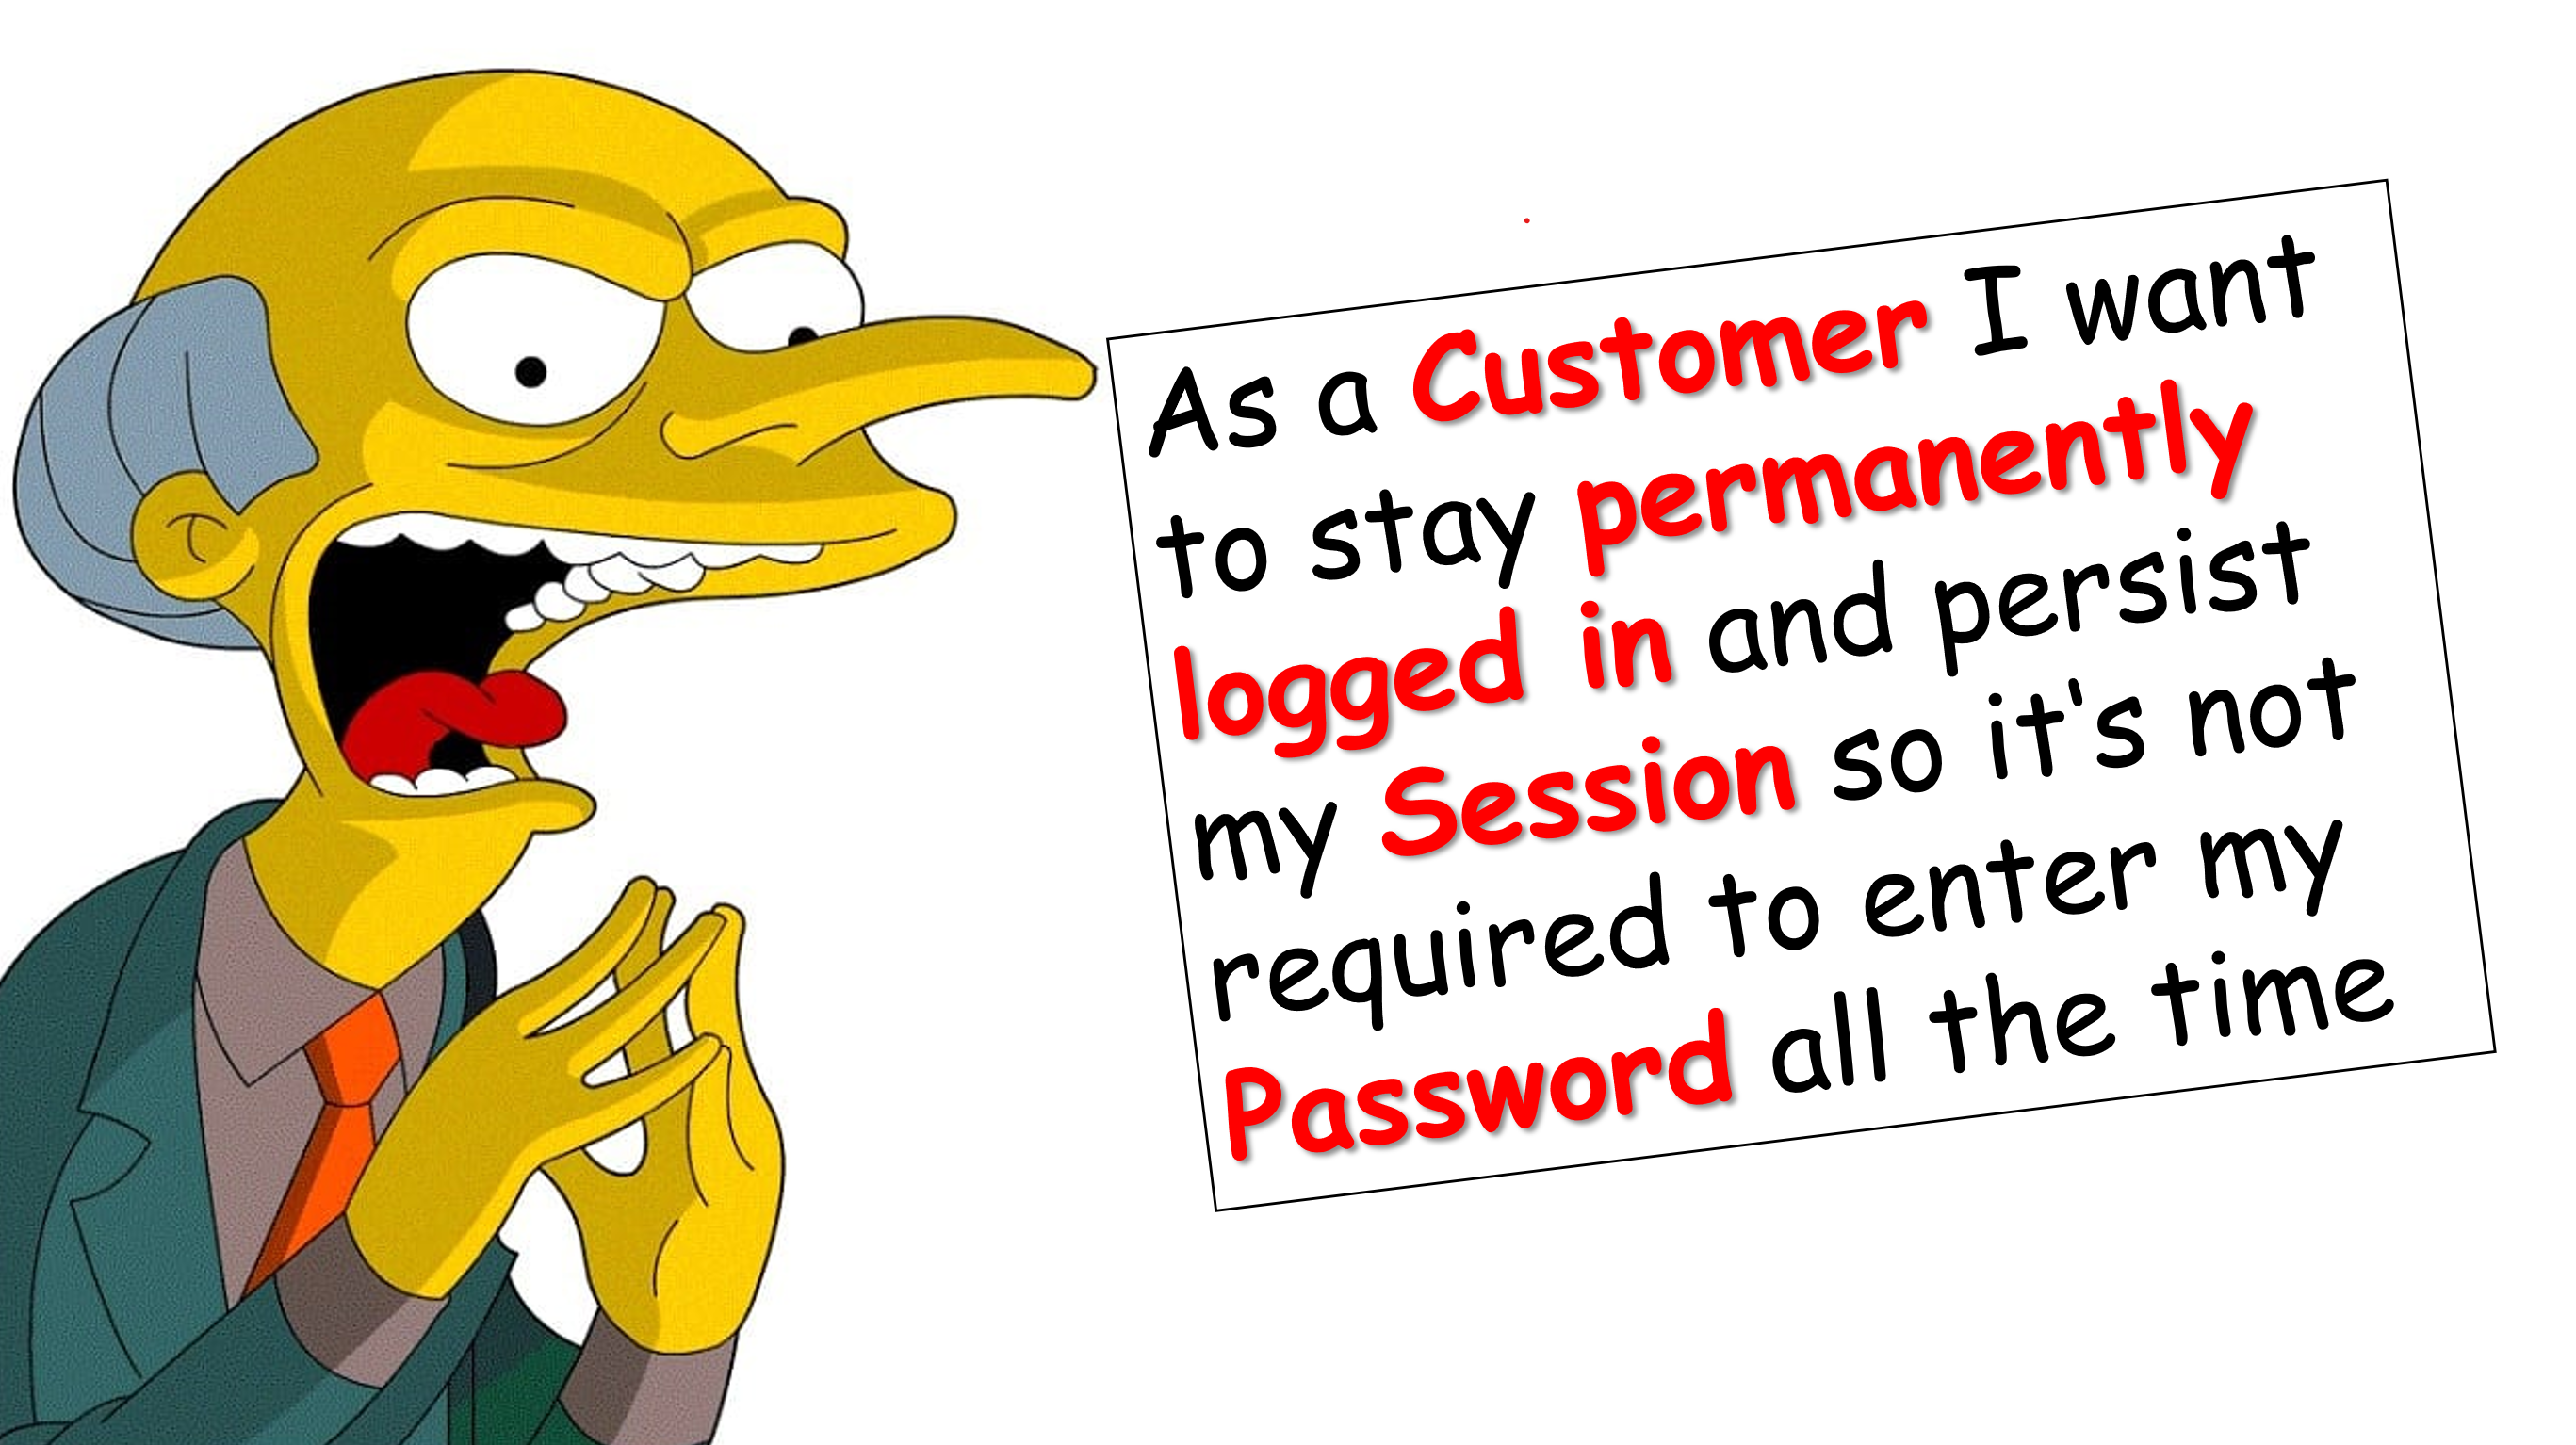 As a Customer I want
to stay permanently
logged in and persist
my Session so it's not
required to enter my
Password all the time